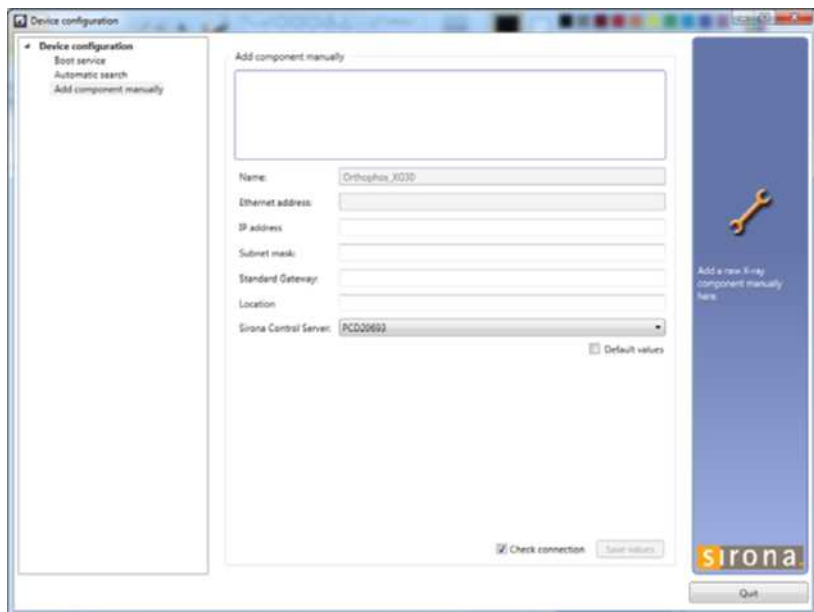 Device configuration
Device configuration
Boot service
Automatic search
Add component manually
Add component manually
Name:
Orthophos_XG3D
Ethernet address:
IP address
Subnet mask:
Standard Gateway:
Location
Sirona Control Server:
PCD20693
Default values
Check connection
Save values
Add a new X-ray
component manually
here.
sirona.
Quit